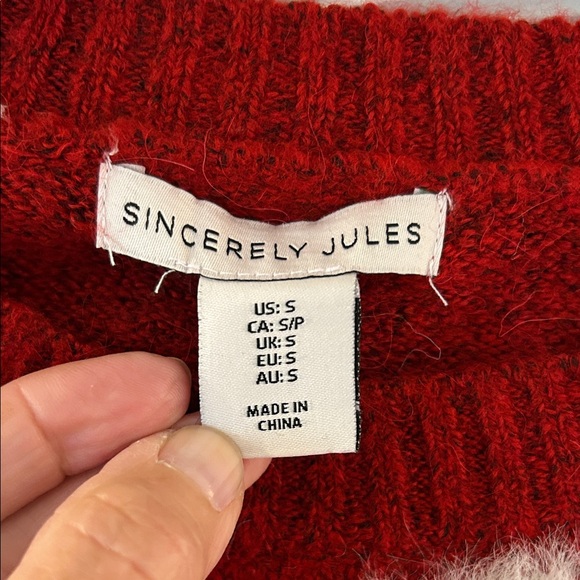 SINCERELY JULES
US: S
CA: S/P
UK: S
EU: S
AU: S
MADE IN
CHINA